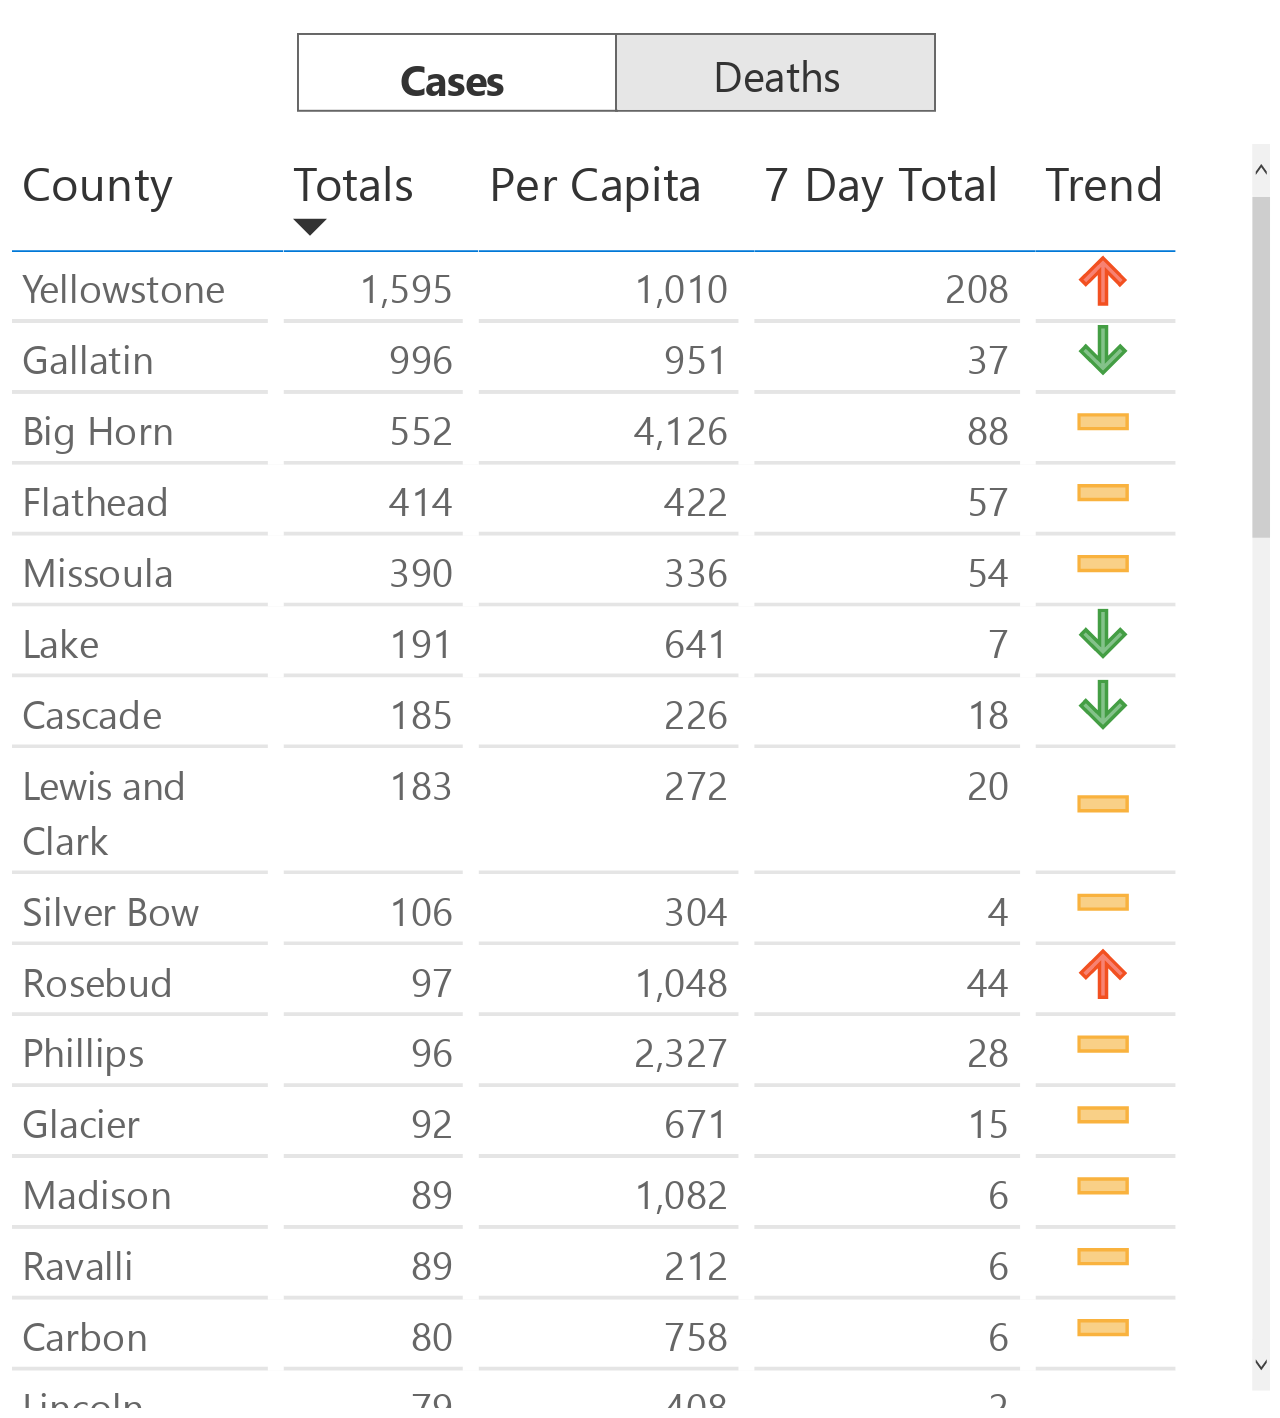 Cases Deaths
County Totals Per Capita 7 Day Total Trend
Yellowstone 1,595 1,010 208
Gallatin 996 951 37
Big Horn 552 4,126 88
Flathead 414 422 57
Missoula 390 336 54
Lake 191 641 7
Cascade 185 226 18
Lewis and 183 272 20
Clark
Silver Bow 106 304 4
Rosebud 97 1,048 44
Phillips 96 2,327 28
Glacier 92 671 15
Madison 89 1,082 6
Ravalli 89 212 6
Carbon 80 758 6
Lincoln 79 408 2